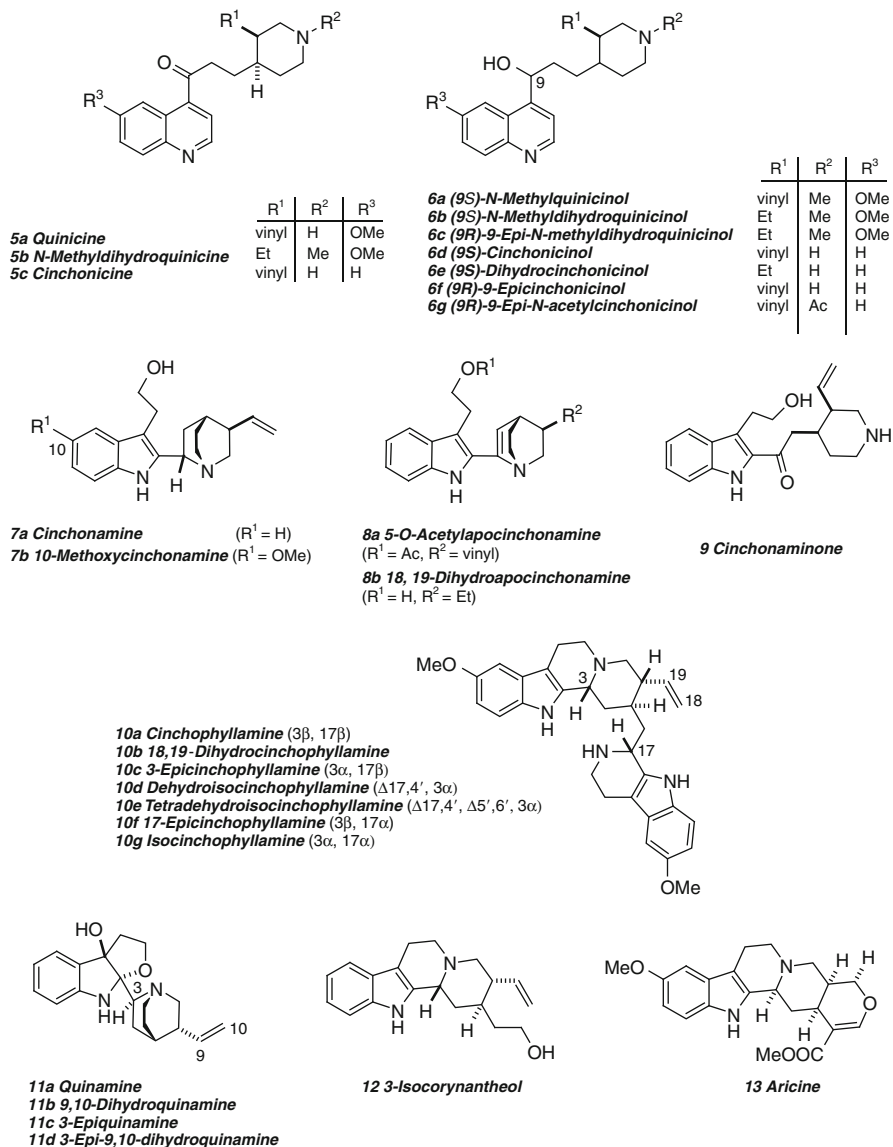 R¹ R²
N
O
H
R³
N
R¹ R² R³
5a Quinicine vinyl H OMe
5b N-Methyldihydroquinicine Et Me OMe
5c Cinchonicine vinyl H H
R¹ R²
N
HO
9
R³
N
R¹ R² R³
6a (9S)-N-Methylquinicinol vinyl Me OMe
6b (9S)-N-Methyldihydroquinicinol Et Me OMe
6c (9R)-9-Epi-N-methyldihydroquinicinol Et Me OMe
6d (9S)-Cinchonicinol vinyl H H
6e (9S)-Dihydrocinchonicinol Et H H
6f (9R)-9-Epicinchonicinol vinyl H H
6g (9R)-9-Epi-N-acetylcinchonicinol vinyl Ac H
OH
R¹
10
N
H
H
N
7a Cinchonamine (R¹ = H)
7b 10-Methoxycinchonamine (R¹ = OMe)
OR¹
R²
N
H
N
8a 5-O-Acetylapocinchonamine
(R¹ = Ac, R² = vinyl)
8b 18, 19-Dihydroapocinchonamine
(R¹ = H, R² = Et)
OH
NH
N
H
O
9 Cinchonaminone
MeO
N
H
19
3
18
N
H
H
H
H
17
HN
NH
OMe
10a Cinchophyllamine (3β, 17β)
10b 18,19-Dihydrocinchophyllamine
10c 3-Epicinchophyllamine (3α, 17β)
10d Dehydroisocinchophyllamine (Δ17,4′, 3α)
10e Tetradehydroisocinchophyllamine (Δ17,4′, Δ5′,6′, 3α)
10f 17-Epicinchophyllamine (3β, 17α)
10g Isocinchophyllamine (3α, 17α)
HO
O
3
N
N
H
H
10
9
11a Quinamine
11b 9,10-Dihydroquinamine
11c 3-Epiquinamine
11d 3-Epi-9,10-dihydroquinamine
N
H
N
H
H
H
OH
12 3-Isocorynantheol
MeO
N
H
H
N
H
H
H
O
MeOOC
13 Aricine